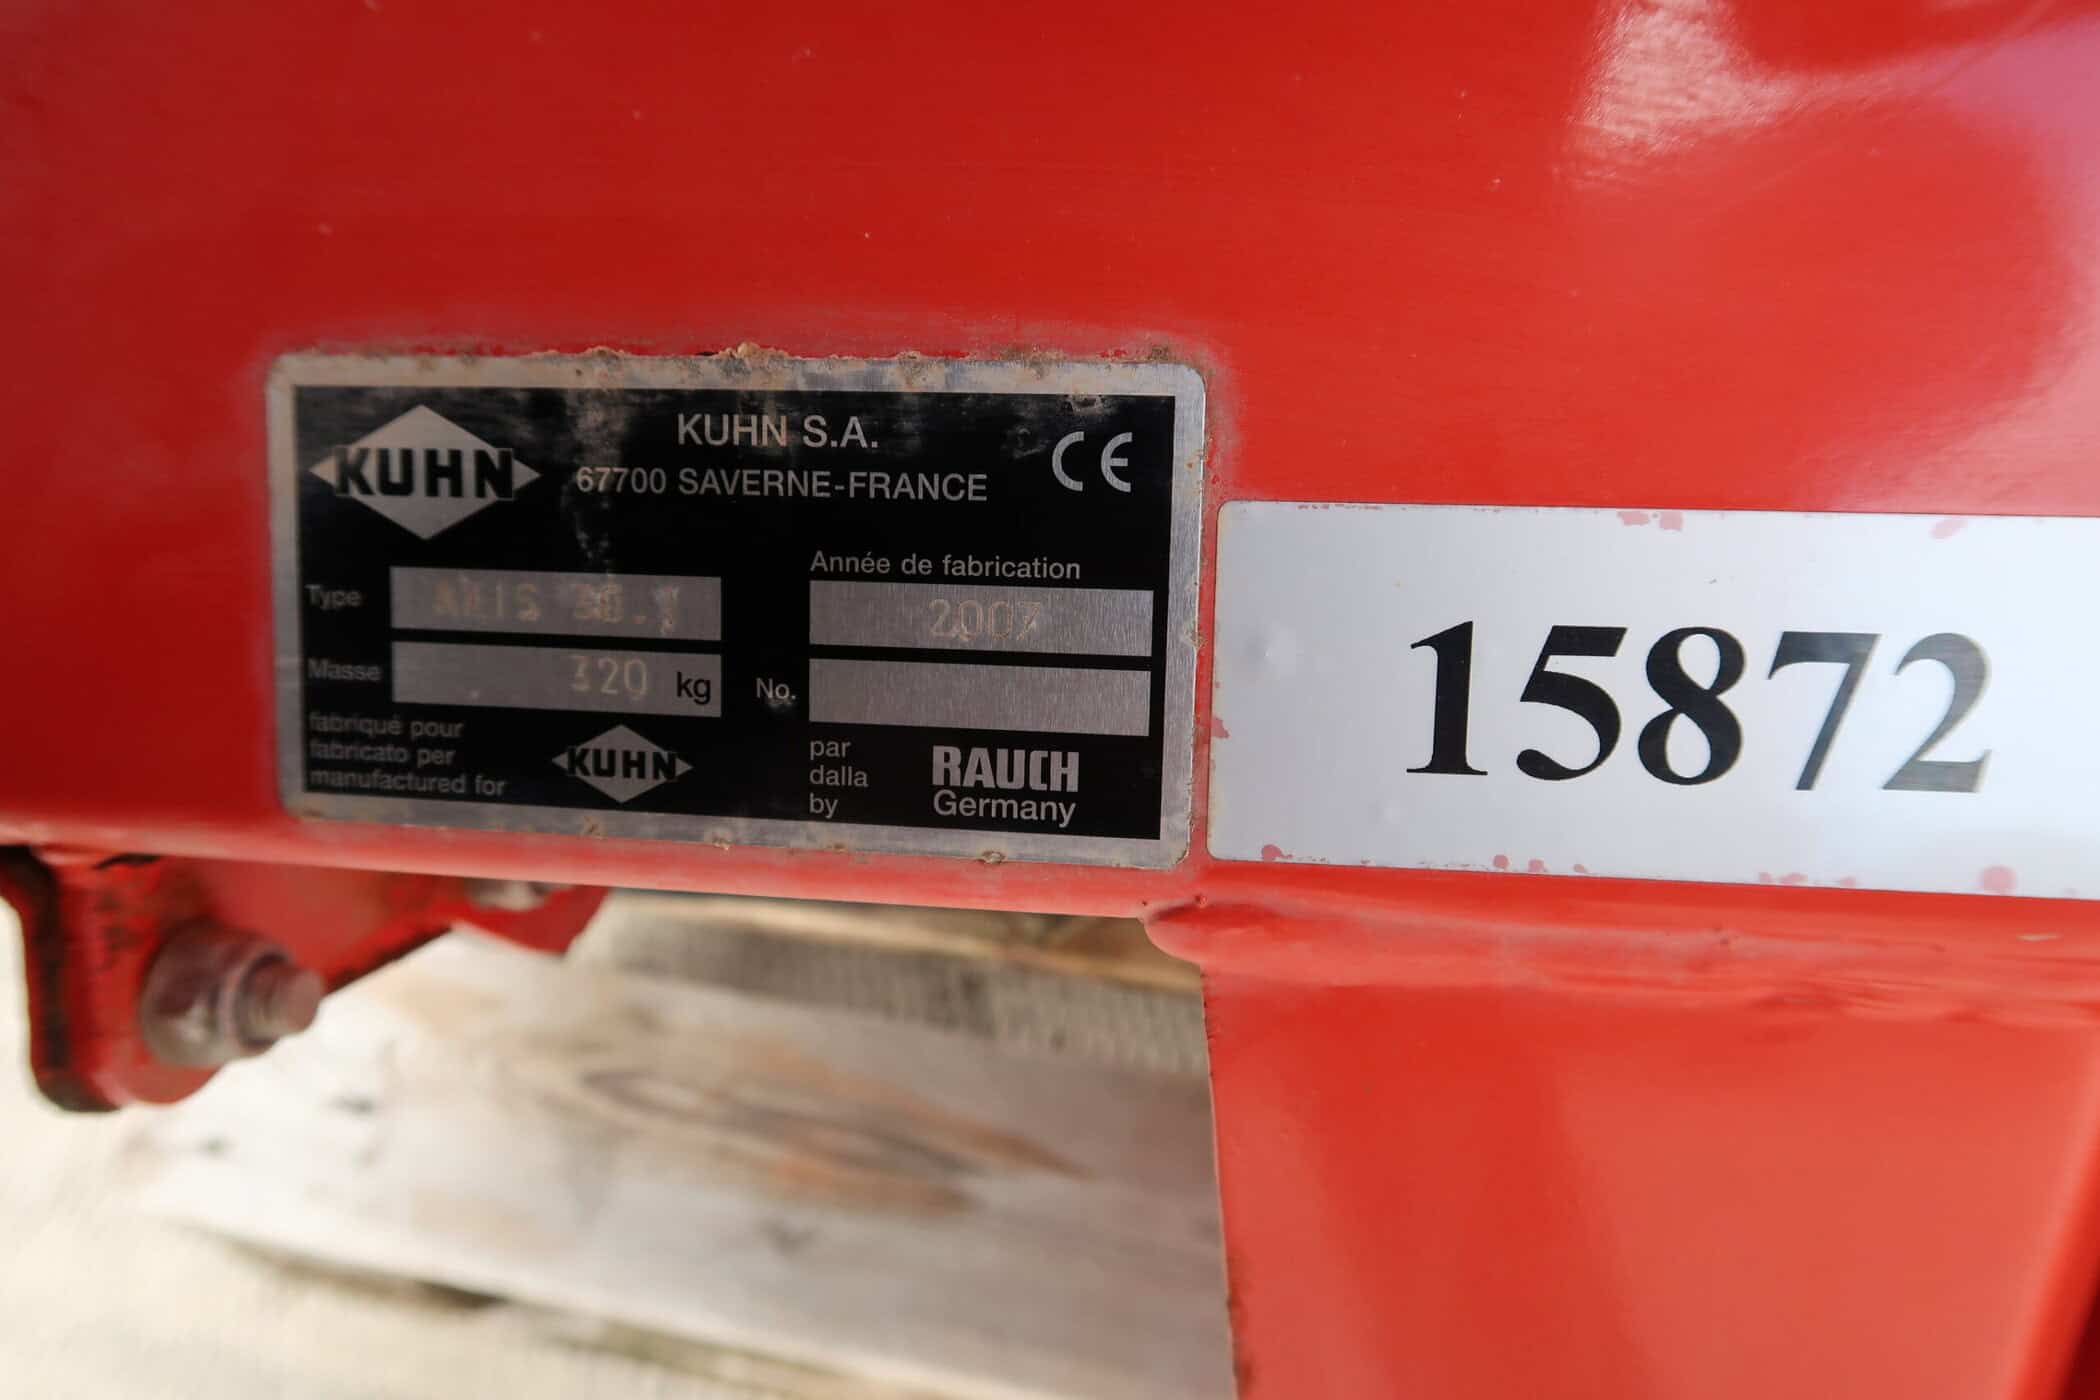 KUHN
KUHN S.A.
67700 SAVERNE-FRANCE
CE
Type
Année de fabrication
2007
Masse 320 kg
No.
fabriqué pour
fabricato per
manufactured for
KUHN
par
dalla
by
RAUCH
Germany
15872